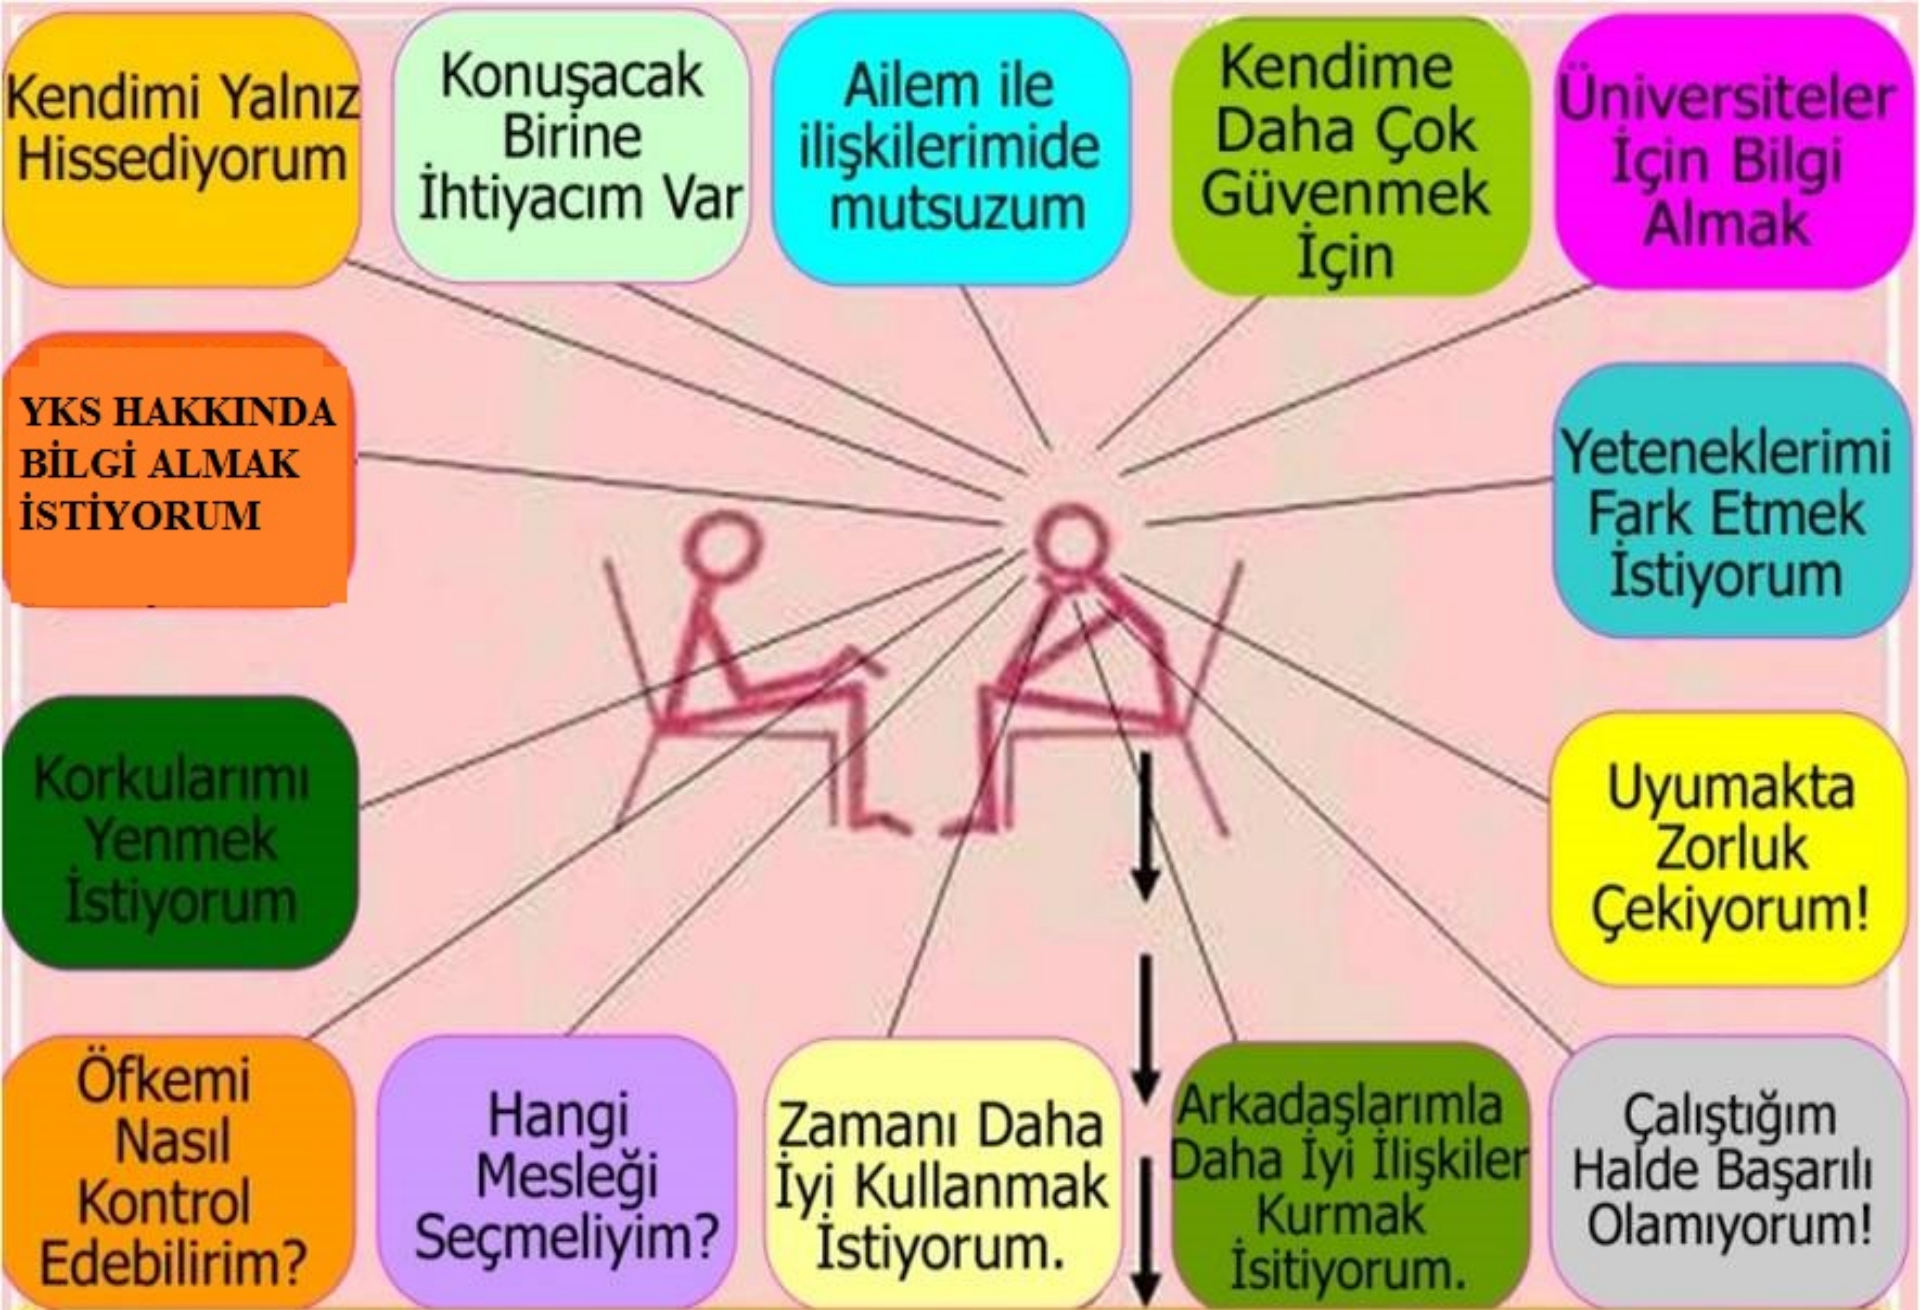 Kendimi Yalnız
Hissediyorum
Konuşacak
Birine
İhtiyacım Var
Ailem ile
ilişkilerimide
mutsuzum
Kendime
Daha Çok
Güvenmek
İçin
Üniversiteler
İçin Bilgi
Almak
YKS HAKKINDA
BİLGİ ALMAK
İSTİYORUM
Yeteneklerimi
Fark Etmek
İstiyorum
Korkularımı
Yenmek
İstiyorum
Uyumakta
Zorluk
Çekiyorum!
Öfkemi
Nasıl
Kontrol
Edebilirim?
Hangi
Mesleği
Seçmeliyim?
Zamanı Daha
İyi Kullanmak
İstiyorum.
Arkadaşlarımla
Daha İyi İlişkiler
Kurmak
İsitiyorum.
Çalıştığım
Halde Başarılı
Olamıyorum!